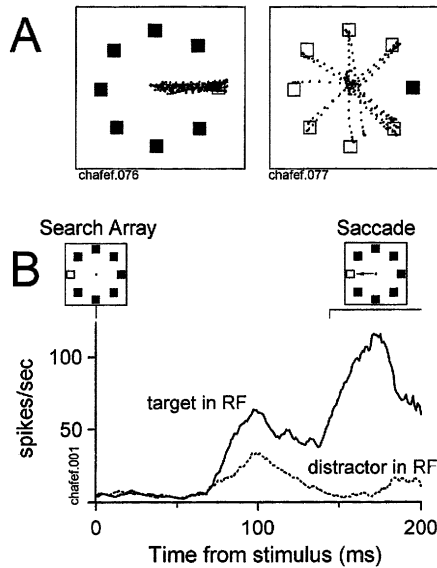 A
chafef.076
chafef.077
Search Array
Saccade
B
100
50
0
spikes/sec
chafef.001
target in RF
distractor in RF
0
100
200
Time from stimulus (ms)